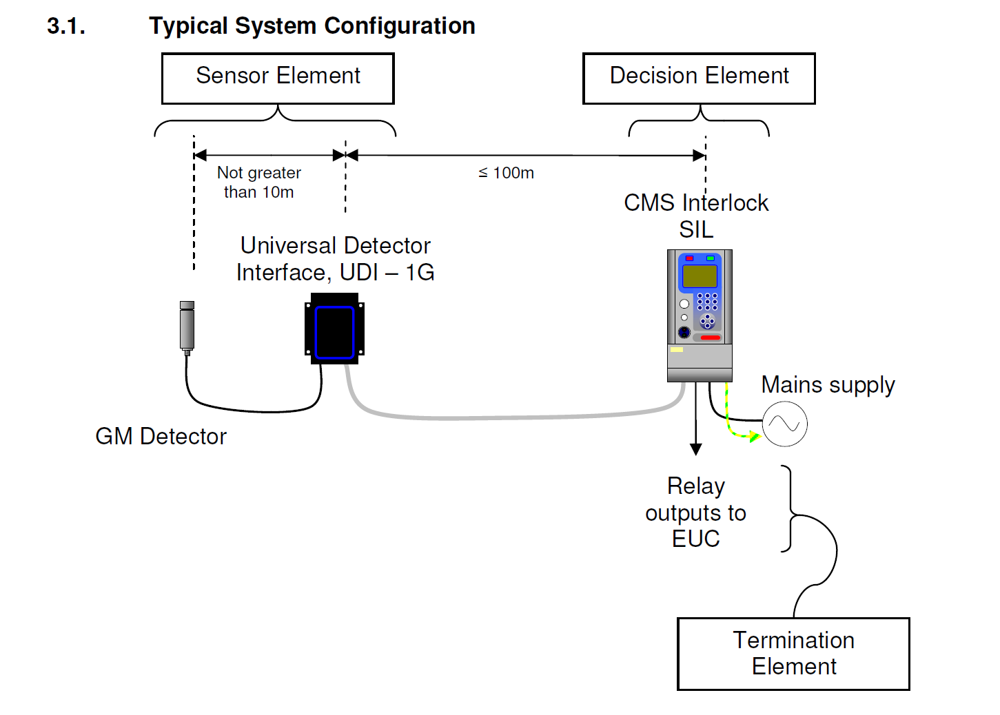 3.1. Typical System Configuration
Sensor Element
Decision Element
Not greater
than 10m
≤ 100m
CMS Interlock
SIL
Universal Detector
Interface, UDI – 1G
GM Detector
Mains supply
Relay
outputs to
EUC
Termination
Element